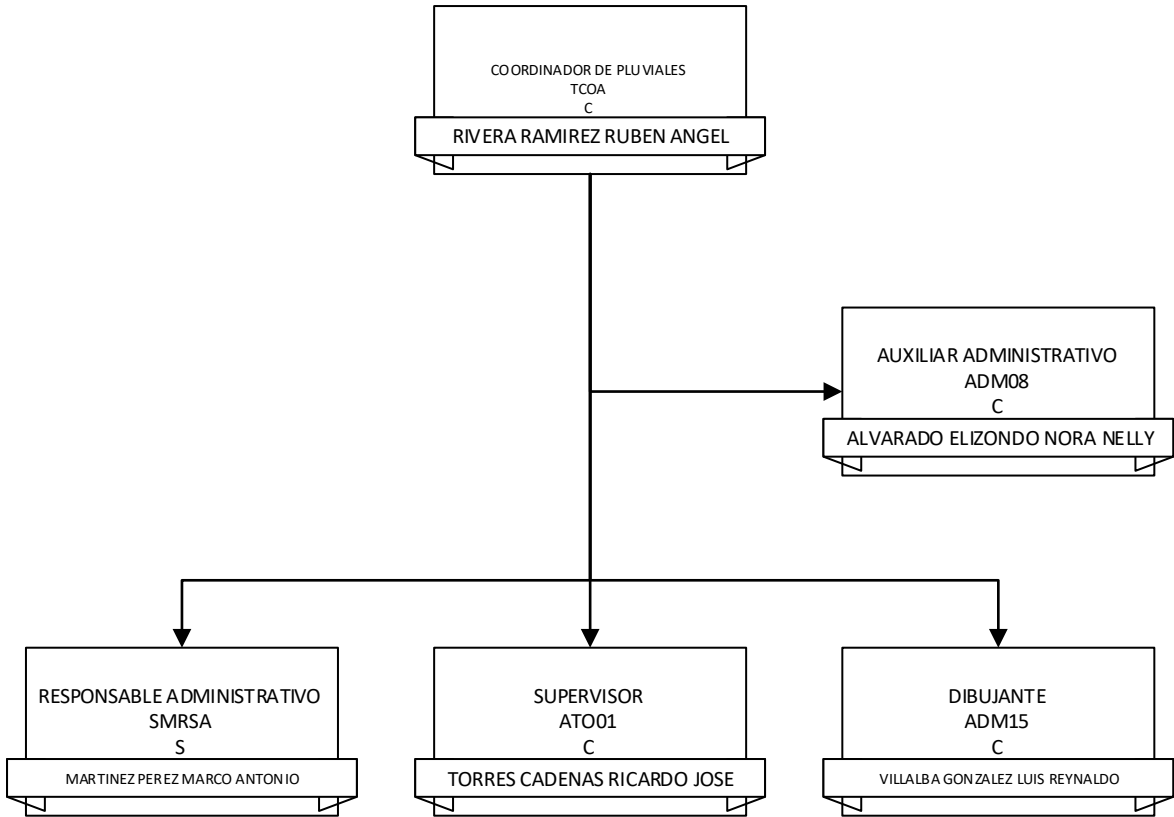 COORDINADOR DE PLUVIALES
TCOA
C
RIVERA RAMIREZ RUBEN ANGEL
AUXILIAR ADMINISTRATIVO
ADM08
C
ALVARADO ELIZONDO NORA NELLY
RESPONSABLE ADMINISTRATIVO
SMRSA
S
MARTINEZ PEREZ MARCO ANTONIO
SUPERVISOR
ATO01
C
TORRES CADENAS RICARDO JOSE
DIBUJANTE
ADM15
C
VILLALBA GONZALEZ LUIS REYNALDO